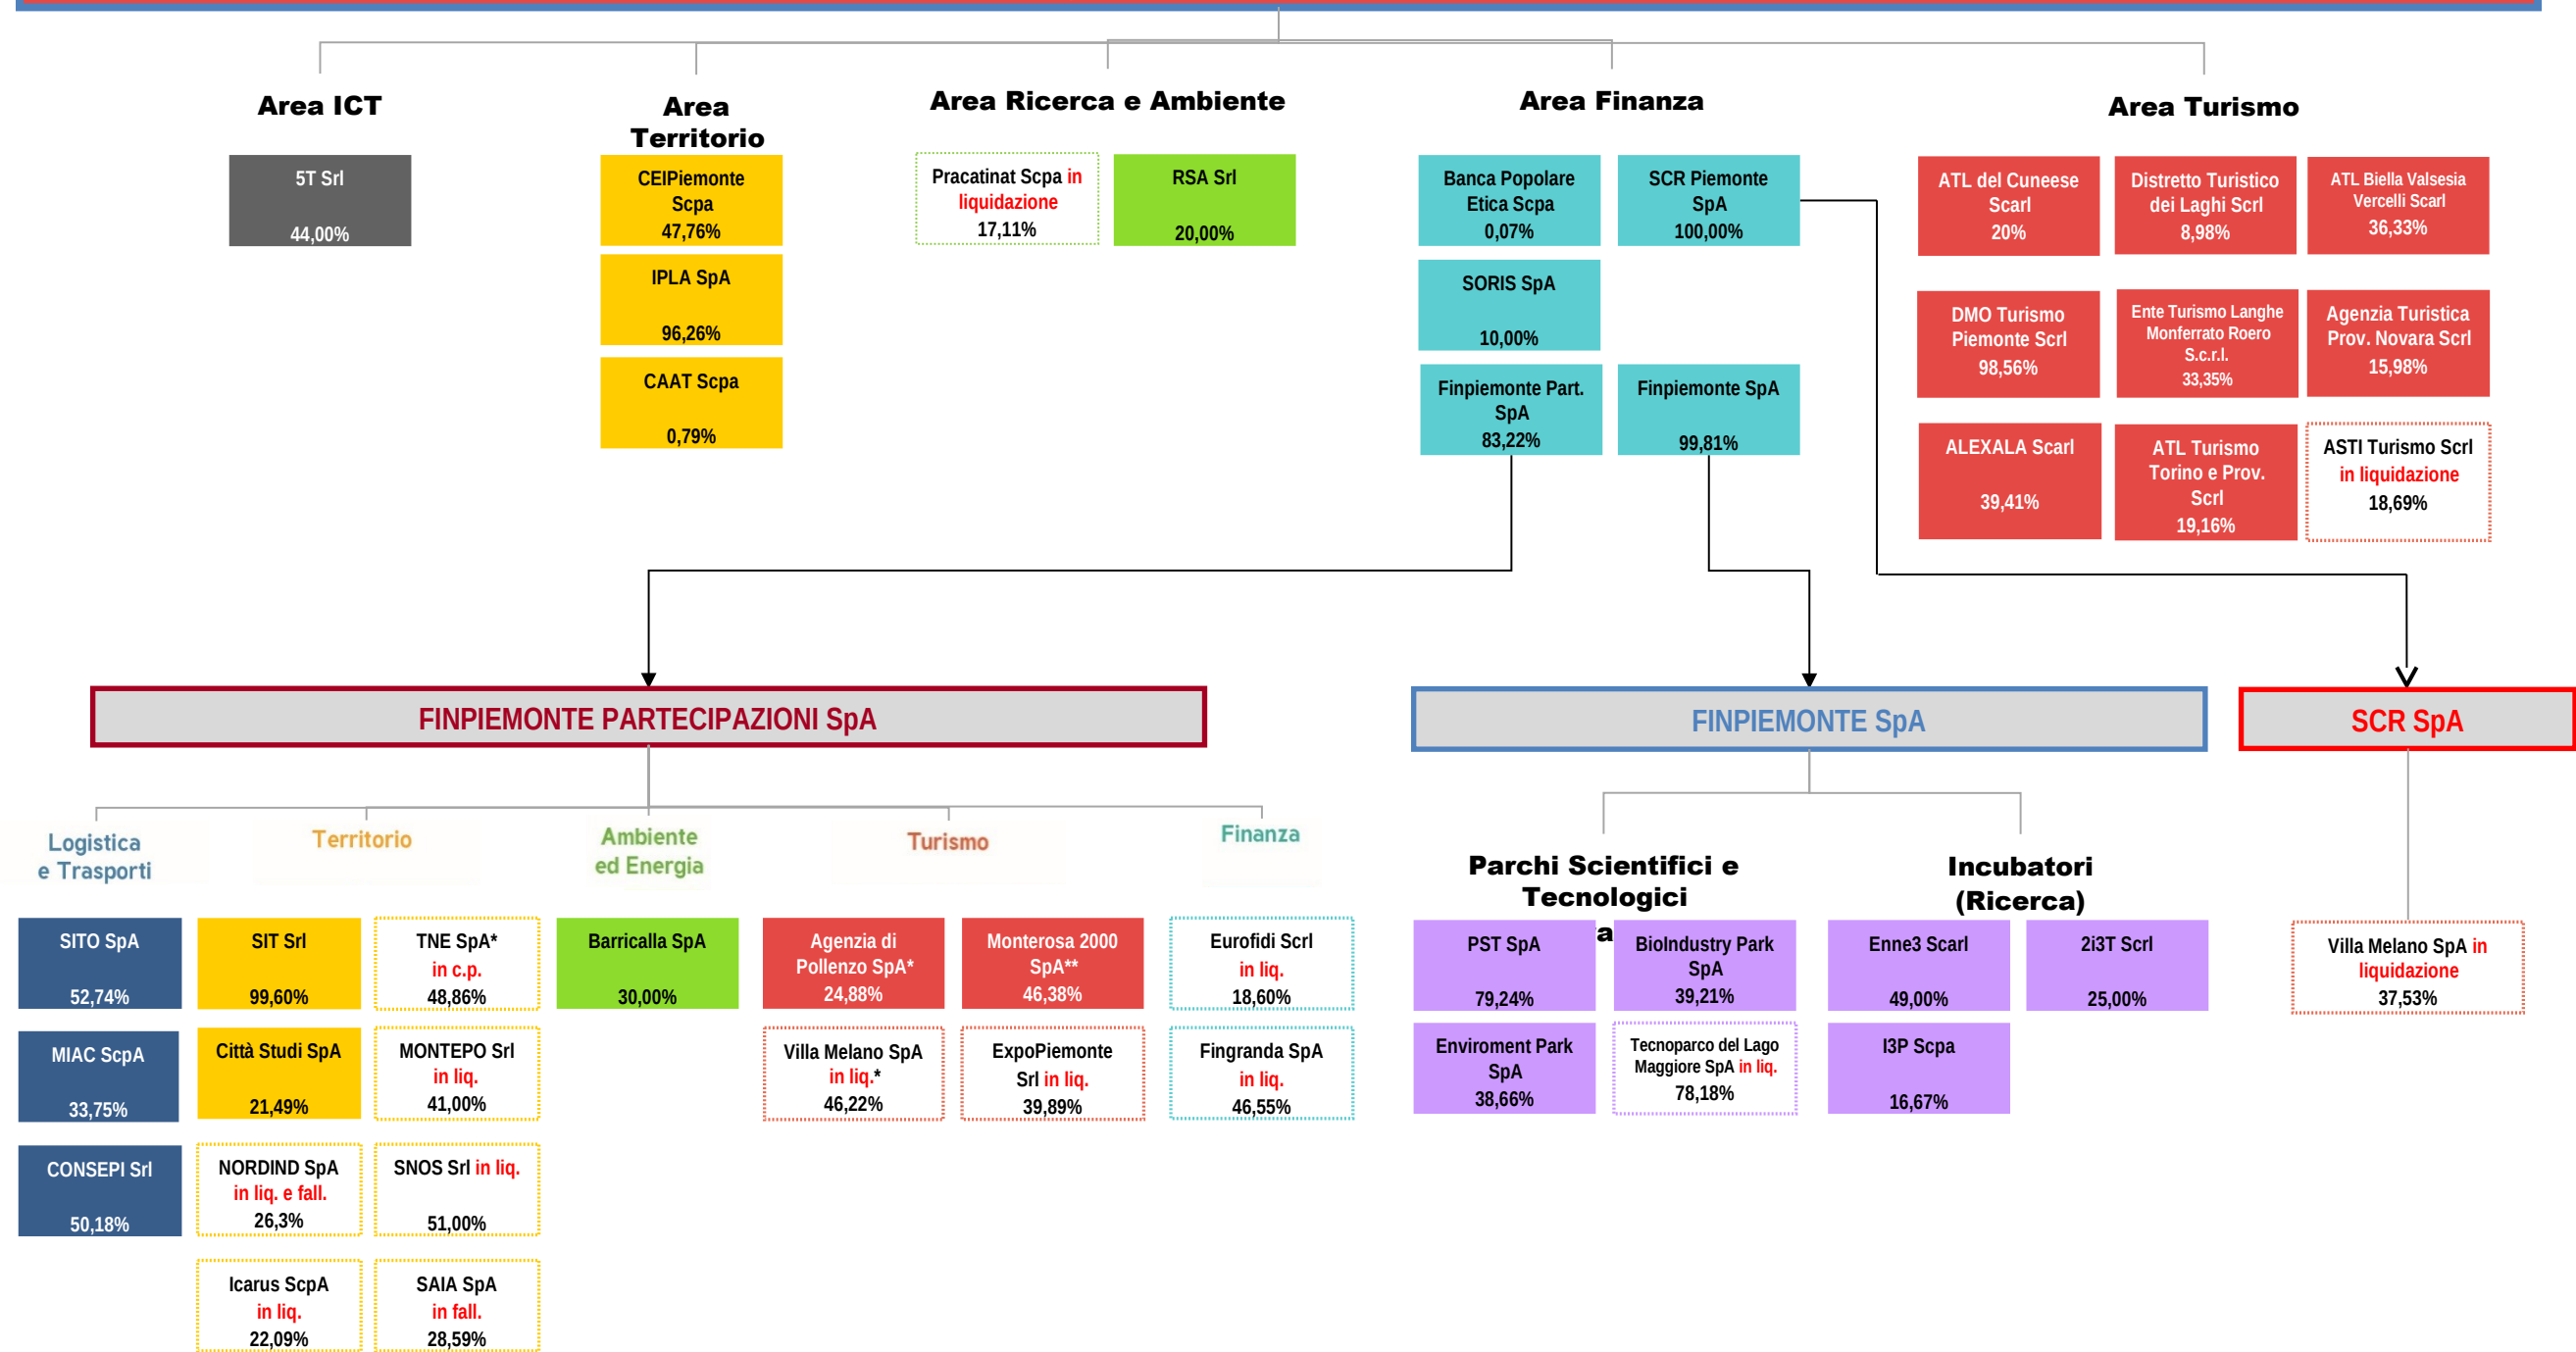 Area ICT
5T Srl
44,00%
Area
Territorio
CEIPiemonte
Scpa
47,76%
IPLA SpA
96,26%
CAAT Scpa
0,79%
Area Ricerca e Ambiente
Pracatinat Scpa in
liquidazione
17,11%
RSA Srl
20,00%
Area Finanza
Banca Popolare
Etica Scpa
0,07%
SCR Piemonte
SpA
100,00%
SORIS SpA
10,00%
Finpiemonte Part.
SpA
83,22%
Finpiemonte SpA
99,81%
Area Turismo
ATL del Cuneese
Scarl
20%
Distretto Turistico
dei Laghi Scrl
8,98%
ATL Biella Valsesia
Vercelli Scarl
36,33%
DMO Turismo
Piemonte Scrl
98,56%
Ente Turismo Langhe
Monferrato Roero
S.c.r.l.
33,35%
Agenzia Turistica
Prov. Novara Scrl
15,98%
ALEXALA Scarl
39,41%
ATL Turismo
Torino e Prov.
Scrl
19,16%
ASTI Turismo Scrl
in liquidazione
18,69%
FINPIEMONTE PARTECIPAZIONI SpA
Logistica
e Trasporti
SITO SpA
52,74%
MIAC ScpA
33,75%
CONSEPI Srl
50,18%
Territorio
SIT Srl
99,60%
TNE SpA*
in c.p.
48,86%
Città Studi SpA
21,49%
MONTEPO Srl
in liq.
41,00%
NORDIND SpA
in liq. e fall.
26,3%
SNOS Srl in liq.
51,00%
Icarus ScpA
in liq.
22,09%
SAIA SpA
in fall.
28,59%
Ambiente
ed Energia
Barricalla SpA
30,00%
Turismo
Agenzia di
Pollenzo SpA*
24,88%
Monterosa 2000
SpA**
46,38%
Villa Melano SpA
in liq.*
46,22%
ExpoPiemonte
Srl in liq.
39,89%
Finanza
Eurofidi Scrl
in liq.
18,60%
Fingranda SpA
in liq.
46,55%
FINPIEMONTE SpA
Parchi Scientifici e
Tecnologici
PST SpA
79,24%
BioIndustry Park
SpA
39,21%
Enviroment Park
SpA
38,66%
Tecnoparco del Lago
Maggiore SpA in liq.
78,18%
Incubatori
(Ricerca)
Enne3 Scarl
49,00%
2i3T Scrl
25,00%
I3P Scpa
16,67%
SCR SpA
Villa Melano SpA in
liquidazione
37,53%